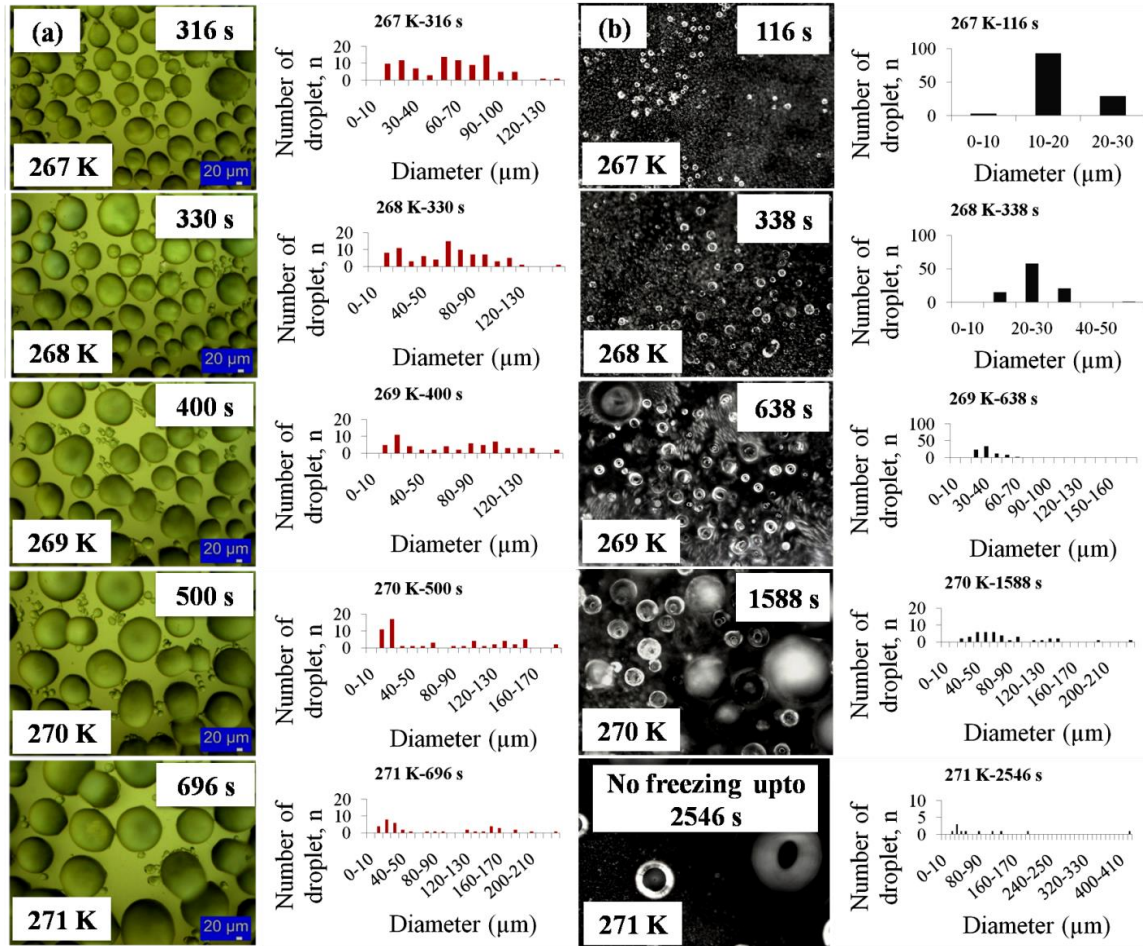 (a)
316 s
267 K
20 µm
267 K-316 s
Number of
droplet, n
20
10
0
0-10
30-40
60-70
90-100
120-130
Diameter (µm)
330 s
268 K
20 µm
268 K-330 s
Number of
droplet, n
20
10
0
0-10
40-50
80-90
120-130
Diameter (µm)
400 s
269 K
20 µm
269 K-400 s
Number of
droplet, n
20
10
0
0-10
40-50
80-90
120-130
Diameter (µm)
500 s
270 K
20 µm
270 K-500 s
Number of
droplet, n
20
10
0
0-10
40-50
80-90
120-130
160-170
Diameter (µm)
696 s
271 K
20 µm
271 K-696 s
Number of
droplet, n
20
10
0
0-10
40-50
80-90
120-130
160-170
200-210
Diameter (µm)
(b)
116 s
267 K
267 K-116 s
Number of
droplet, n
100
50
0
0-10
10-20
20-30
Diameter (µm)
338 s
268 K
268 K-338 s
Number of
droplet, n
100
50
0
0-10
20-30
40-50
Diameter (µm)
638 s
269 K
269 K-638 s
Number of
droplet, n
100
50
0
0-10
30-40
60-70
90-100
120-130
150-160
Diameter (µm)
1588 s
270 K
270 K-1588 s
Number of
droplet, n
20
10
0
0-10
40-50
80-90
120-130
160-170
200-210
Diameter (µm)
No freezing upto
2546 s
271 K
271 K-2546 s
Number of
droplet, n
10
5
0
0-10
80-90
160-170
240-250
320-330
400-410
Diameter (µm)